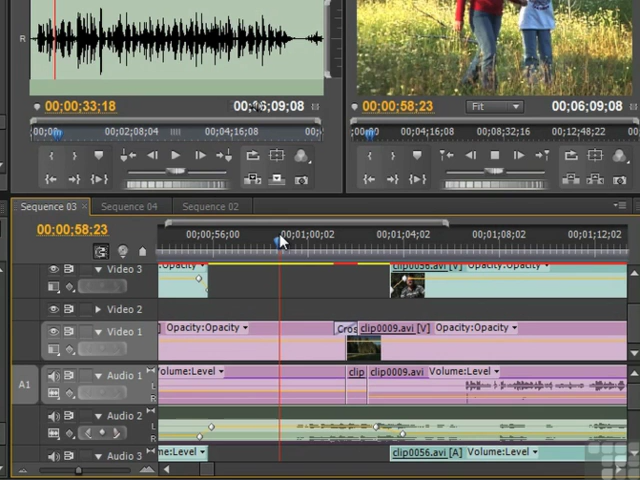 R
00;00;33;18
00;06;09;08
00;00;58;23
Fit
00;06;09;08
00;02;08;04
00;04;16;08
00;
00;00
00;04;16;08
00;08;32;16
00;12;48;22
Sequence 03
Sequence 04
Sequence 02
00;00;58;23
00;00;56;00
00;01;00;02
00;01;04;02
00;01;08;02
00;01;12;02
Video 3
Opacity
clip0056.avi [V]
Opacity:Opacity
Video 2
Video 1
Opacity:Opacity
Cros
clip0009.avi [V]
Opacity:Opacity
A1
Audio 1
Volume:Level
clip
clip0009.avi
Volume:Level
L
R
Audio 2
L
R
Audio 3
me:Level
clip0056.avi [A]
Volume:Level